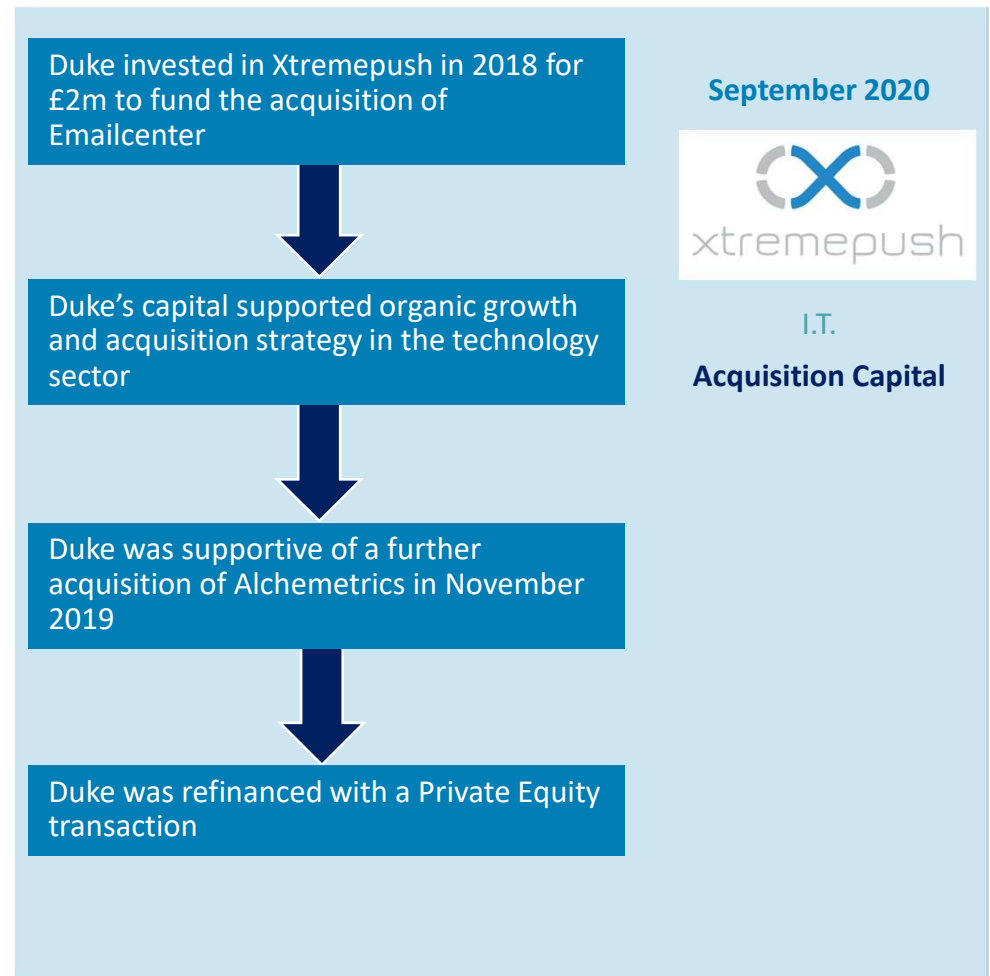 Duke invested in Xtremepush in 2018 for
£2m to fund the acquisition of
Emailcenter
Duke’s capital supported organic growth
and acquisition strategy in the technology
sector
Duke was supportive of a further
acquisition of Alchemetrics in November
2019
Duke was refinanced with a Private Equity
transaction
September 2020
xtremepush
I.T.
Acquisition Capital